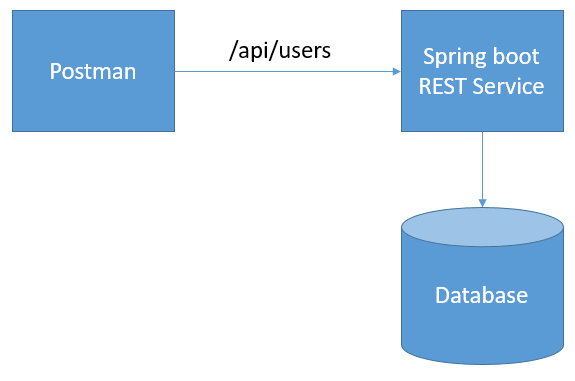 Postman
/api/users
Spring boot
REST Service
Database